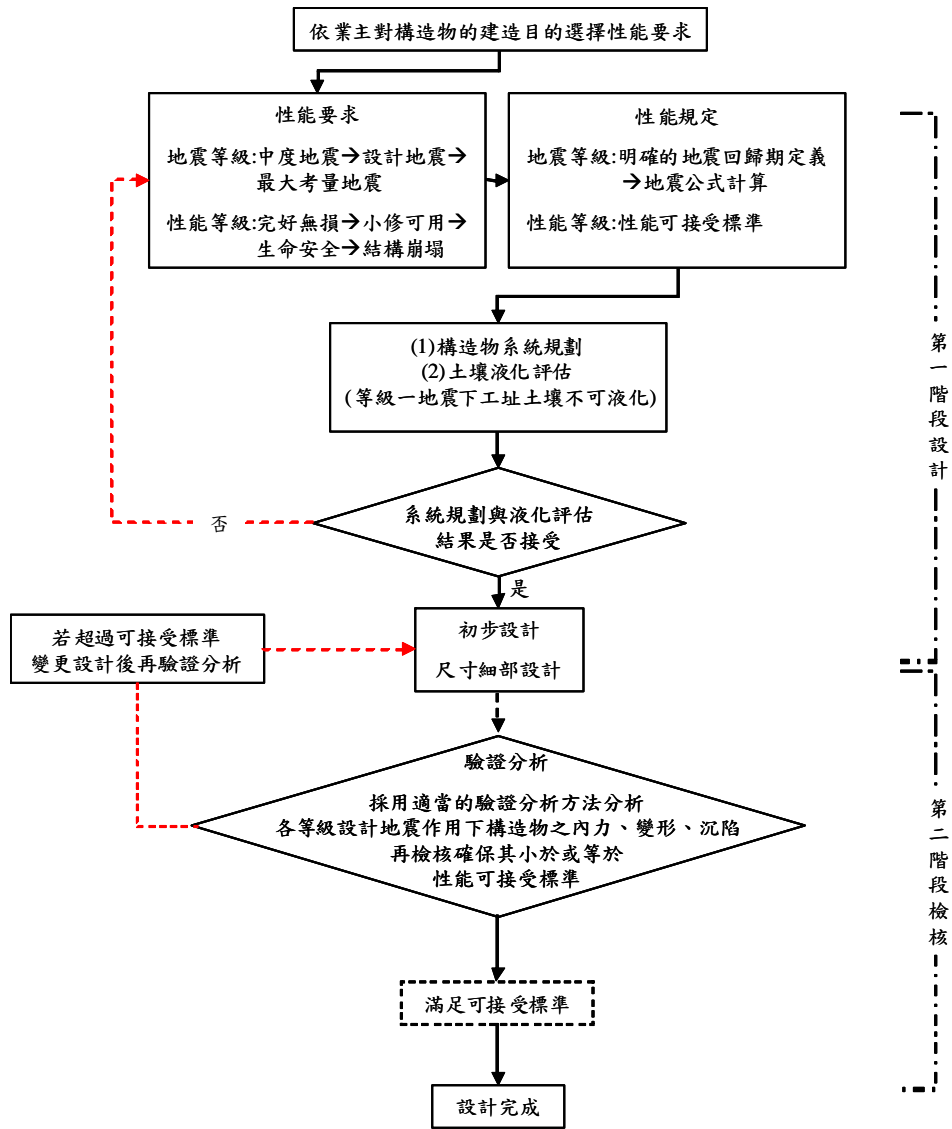 依業主對構造物的建造目的選擇性能要求
性能要求
地震等級:中度地震→設計地震→
最大考量地震
性能等級:完好無損→小修可用→
生命安全→結構崩塌
性能規定
地震等級:明確的地震回歸期定義
→地震公式計算
性能等級:性能可接受標準
(1)構造物系統規劃
(2)土壤液化評估
(等級一地震下工址土壤不可液化)
系統規劃與液化評估
結果是否接受
否
是
初步設計
尺寸細部設計
若超過可接受標準
變更設計後再驗證分析
驗證分析
採用適當的驗證分析方法分析
各等級設計地震作用下構造物之內力、變形、沉陷
再檢核確保其小於或等於
性能可接受標準
滿足可接受標準
設計完成
第一階段設計
第二階段檢核